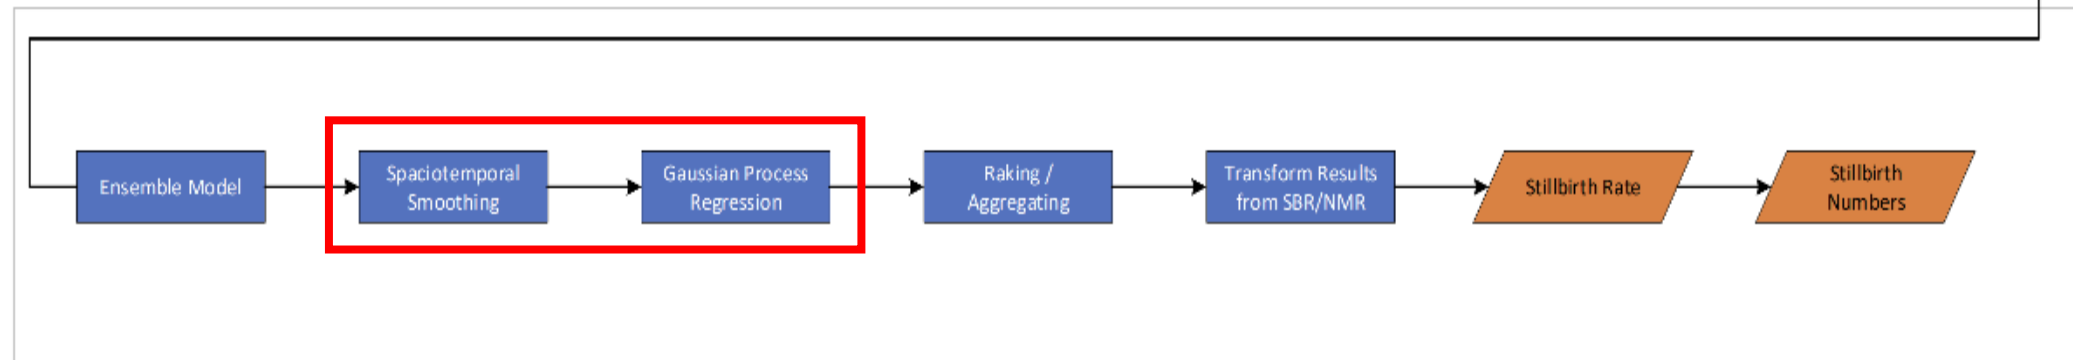 Ensemble Model
Spaciotemporal
Smoothing
Gaussian Process
Regression
Raking /
Aggregating
Transform Results
from SBR/NMR
Stillbirth Rate
Stillbirth
Numbers